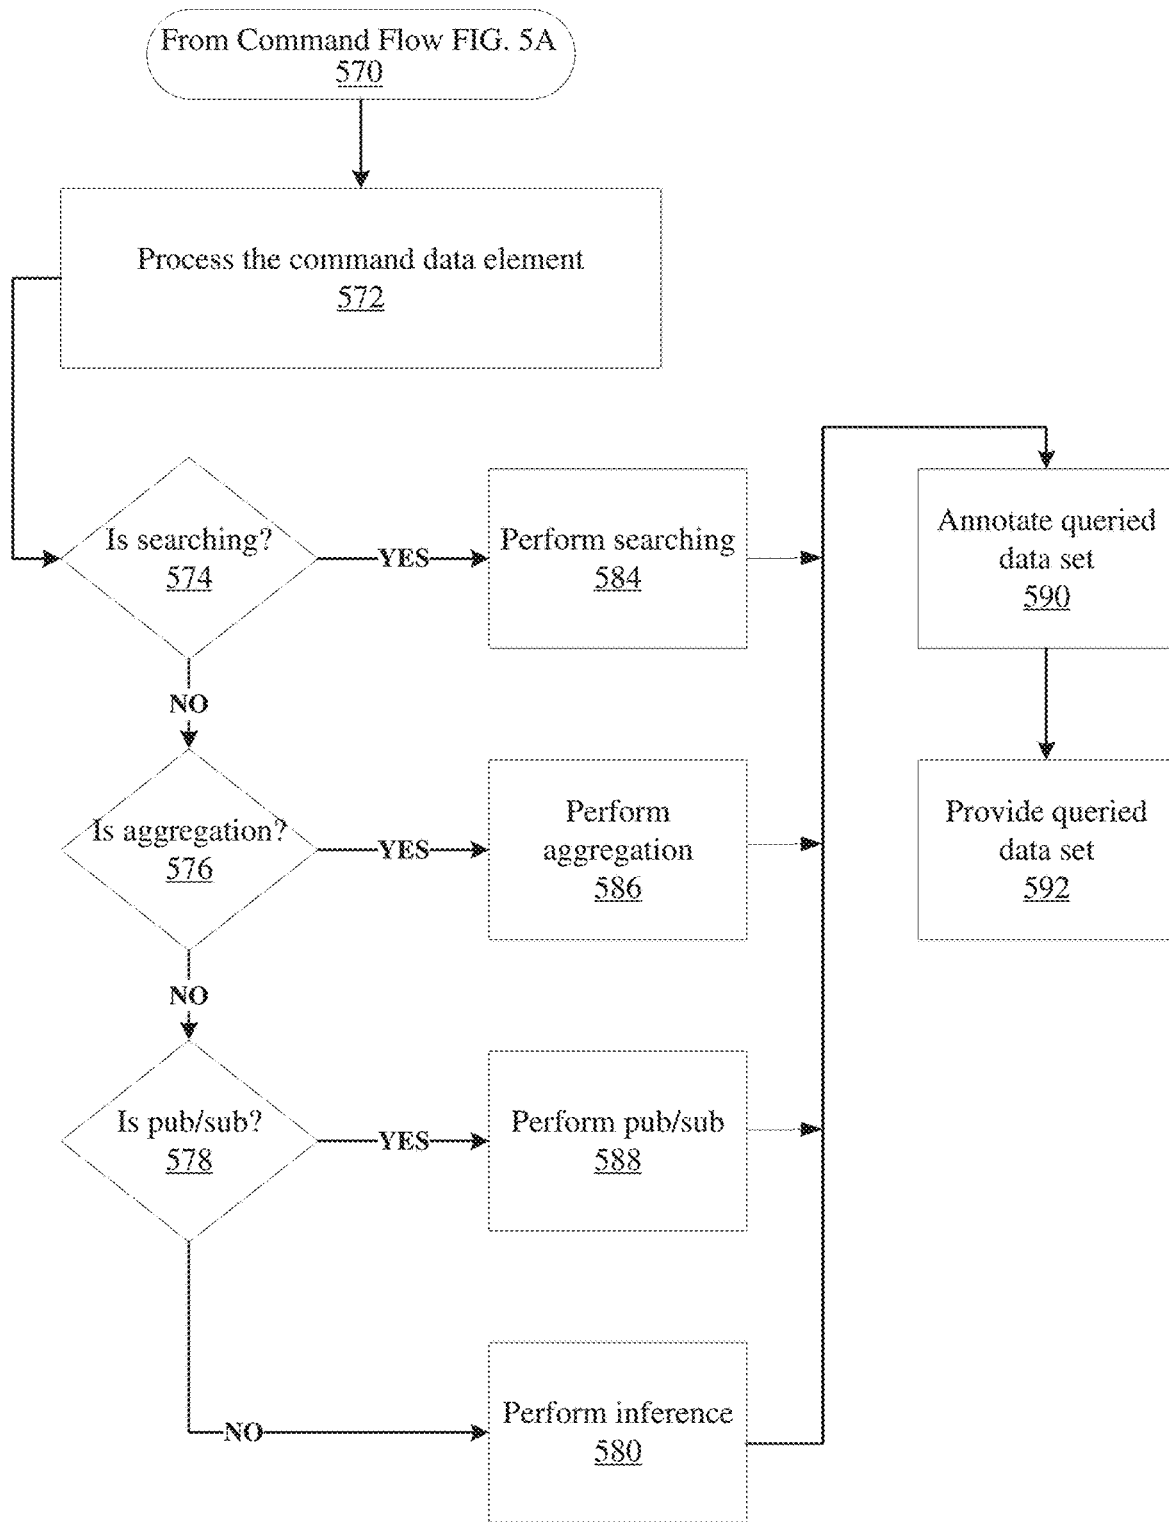 From Command Flow FIG. 5A
570
Process the command data element
572
Is searching?
574
YES
Perform searching
584
Annotate queried
data set
590
NO
Is aggregation?
576
YES
Perform
aggregation
586
Provide queried
data set
592
NO
Is pub/sub?
578
YES
Perform pub/sub
588
NO
Perform inference
580